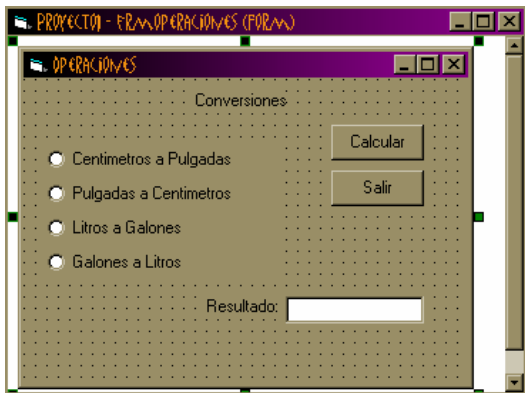 PROYECTO1 - FRMOPERACIONES (FORM)
OPERACIONES
Conversiones
Calcular
Centimetros a Pulgadas
Salir
Pulgadas a Centimetros
Litros a Galones
Galones a Litros
Resultado: